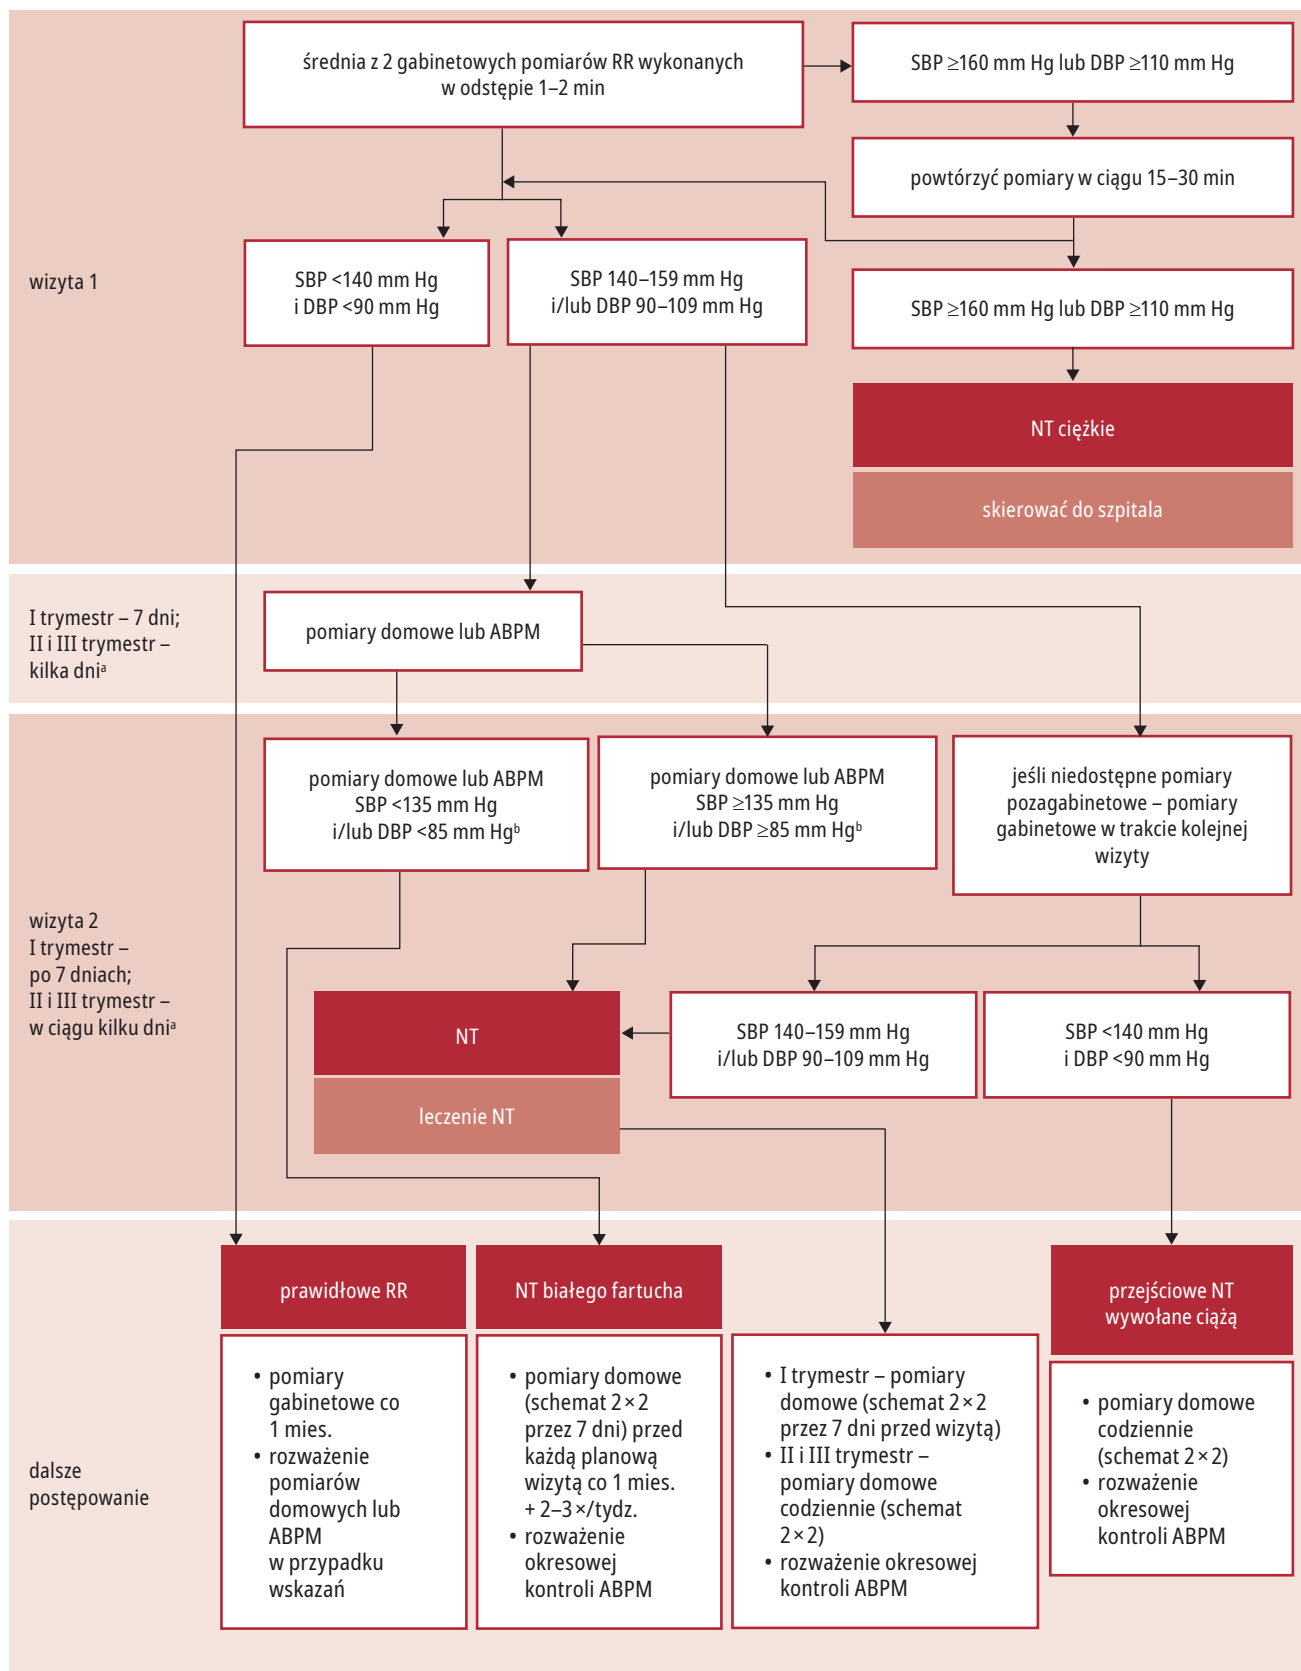 średnia z 2 gabinetowych pomiarów RR wykonanych
w odstępie 1–2 min
SBP ≥160 mm Hg lub DBP ≥110 mm Hg
powtórzyć pomiary w ciągu 15–30 min
wizyta 1
SBP <140 mm Hg
i DBP <90 mm Hg
SBP 140–159 mm Hg
i/lub DBP 90–109 mm Hg
SBP ≥160 mm Hg lub DBP ≥110 mm Hg
NT ciężkie
skierować do szpitala
I trymestr – 7 dni;
II i III trymestr –
kilka dniᵃ
pomiary domowe lub ABPM
wizyta 2
I trymestr –
po 7 dniach;
II i III trymestr –
w ciągu kilku dniᵃ
pomiary domowe lub ABPM
SBP <135 mm Hg
i/lub DBP <85 mm Hgᵇ
pomiary domowe lub ABPM
SBP ≥135 mm Hg
i/lub DBP ≥85 mm Hgᵇ
jeśli niedostępne pomiary
pozagabinetowe – pomiary
gabinetowe w trakcie kolejnej
wizyty
NT
leczenie NT
SBP 140–159 mm Hg
i/lub DBP 90–109 mm Hg
SBP <140 mm Hg
i DBP <90 mm Hg
dalsze
postępowanie
prawidłowe RR
• pomiary
gabinetowe co
1 mies.
• rozważenie
pomiarów
domowych lub
ABPM
w przypadku
wskazań
NT białego fartucha
• pomiary domowe
(schemat 2×2
przez 7 dni) przed
każdą planową
wizytą co 1 mies.
+ 2–3×/tydz.
• rozważenie
okresowej
kontroli ABPM
• I trymestr – pomiary
domowe (schemat 2×2
przez 7 dni przed wizytą)
• II i III trymestr –
pomiary domowe
codziennie (schemat
2×2)
• rozważenie okresowej
kontroli ABPM
przejściowe NT
wywołane ciążą
• pomiary domowe
codziennie
(schemat 2×2)
• rozważenie
okresowej
kontroli ABPM